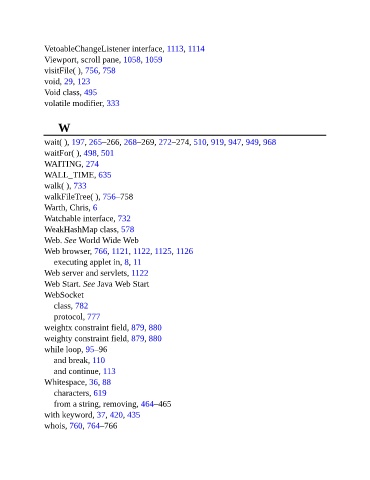 VetoableChangeListener interface, 1113, 1114
Viewport, scroll pane, 1058, 1059
visitFile( ), 756, 758
void, 29, 123
Void class, 495
volatile modifier, 333
W
wait( ), 197, 265–266, 268–269, 272–274, 510, 919, 947, 949, 968
waitFor( ), 498, 501
WAITING, 274
WALL_TIME, 635
walk( ), 733
walkFileTree( ), 756–758
Warth, Chris, 6
Watchable interface, 732
WeakHashMap class, 578
Web. See World Wide Web
Web browser, 766, 1121, 1122, 1125, 1126
executing applet in, 8, 11
Web server and servlets, 1122
Web Start. See Java Web Start
WebSocket
class, 782
protocol, 777
weightx constraint field, 879, 880
weighty constraint field, 879, 880
while loop, 95–96
and break, 110
and continue, 113
Whitespace, 36, 88
characters, 619
from a string, removing, 464–465
with keyword, 37, 420, 435
whois, 760, 764–766